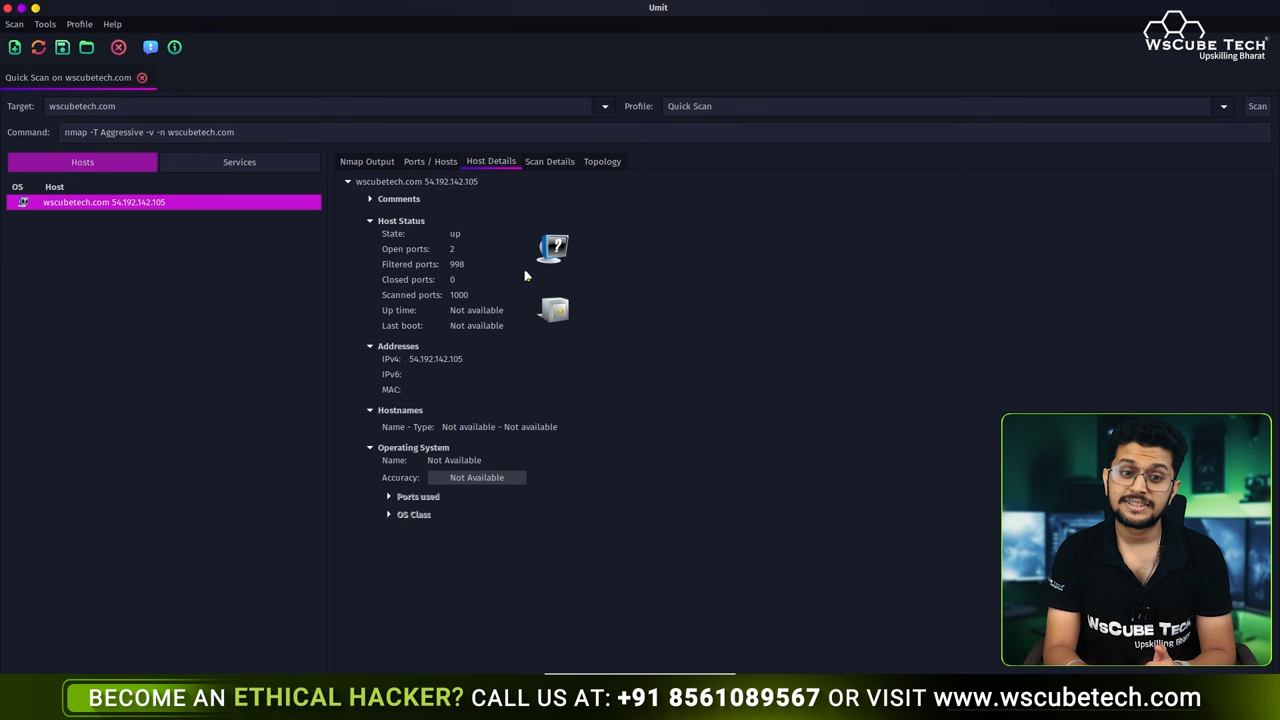 Umit
Scan Tools Profile Help
WsCube Tech
Upskilling Bharat
Quick Scan on wscubetech.com
Target: wscubetech.com Profile: Quick Scan Scan
Command: nmap -T Aggressive -v -n wscubetech.com
Hosts Services
Nmap Output Ports / Hosts Host Details Scan Details Topology
OS Host
wscubetech.com 54.192.142.105
wscubetech.com 54.192.142.105
Comments
Host Status
State: up
Open ports: 2
Filtered ports: 998
Closed ports: 0
Scanned ports: 1000
Up time: Not available
Last boot: Not available
Addresses
IPv4: 54.192.142.105
IPv6:
MAC:
Hostnames
Name - Type: Not available - Not available
Operating System
Name: Not Available
Accuracy: Not Available
Ports used
OS Class
WsCube Tech
Upskilling Bharat
BECOME AN ETHICAL HACKER? CALL US AT: +91 8561089567 OR VISIT www.wscubetech.com